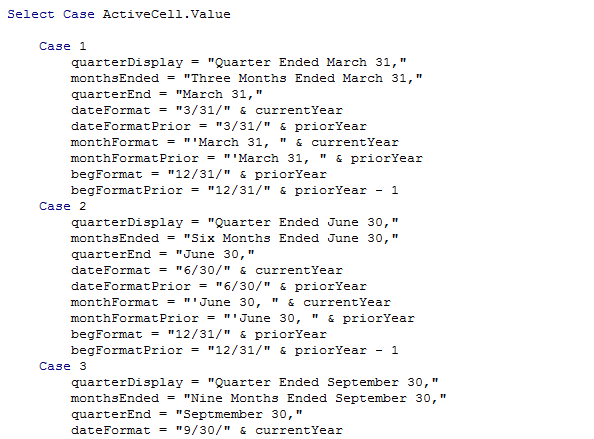 Select Case ActiveCell.Value
Case 1
quarterDisplay = "Quarter Ended March 31,"
monthsEnded = "Three Months Ended March 31,"
quarterEnd = "March 31,"
dateFormat = "3/31/" & currentYear
dateFormatPrior = "3/31/" & priorYear
monthFormat = "'March 31, " & currentYear
monthFormatPrior = "'March 31, " & priorYear
begFormat = "12/31/" & priorYear
begFormatPrior = "12/31/" & priorYear - 1
Case 2
quarterDisplay = "Quarter Ended June 30,"
monthsEnded = "Six Months Ended June 30,"
quarterEnd = "June 30,"
dateFormat = "6/30/" & currentYear
dateFormatPrior = "6/30/" & priorYear
monthFormat = "'June 30, " & currentYear
monthFormatPrior = "'June 30, " & priorYear
begFormat = "12/31/" & priorYear
begFormatPrior = "12/31/" & priorYear - 1
Case 3
quarterDisplay = "Quarter Ended September 30,"
monthsEnded = "Nine Months Ended September 30,"
quarterEnd = "Septmember 30,"
dateFormat = "9/30/" & currentYear